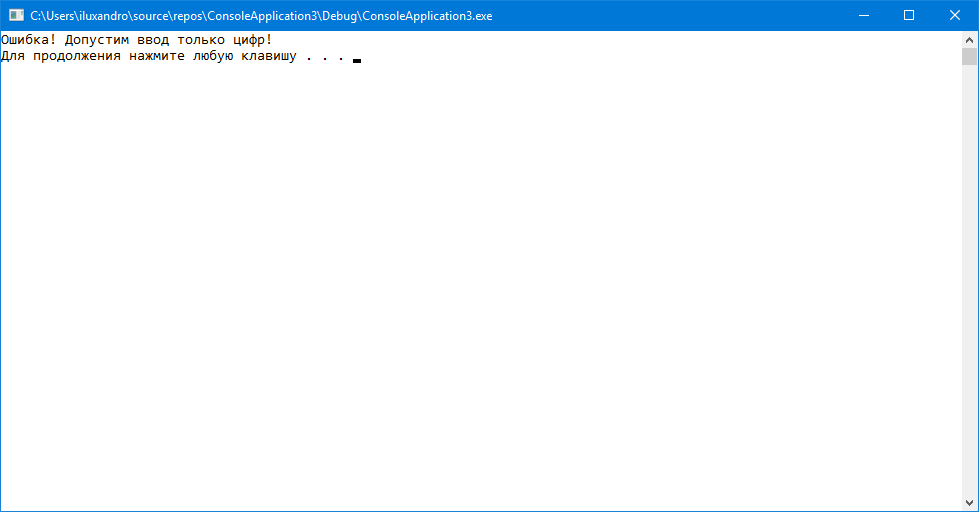 C:\Users\iluxandro\source\repos\ConsoleApplication3\Debug\ConsoleApplication3.exe
Ошибка! Допустим ввод только цифр!
Для продолжения нажмите любую клавишу . . .